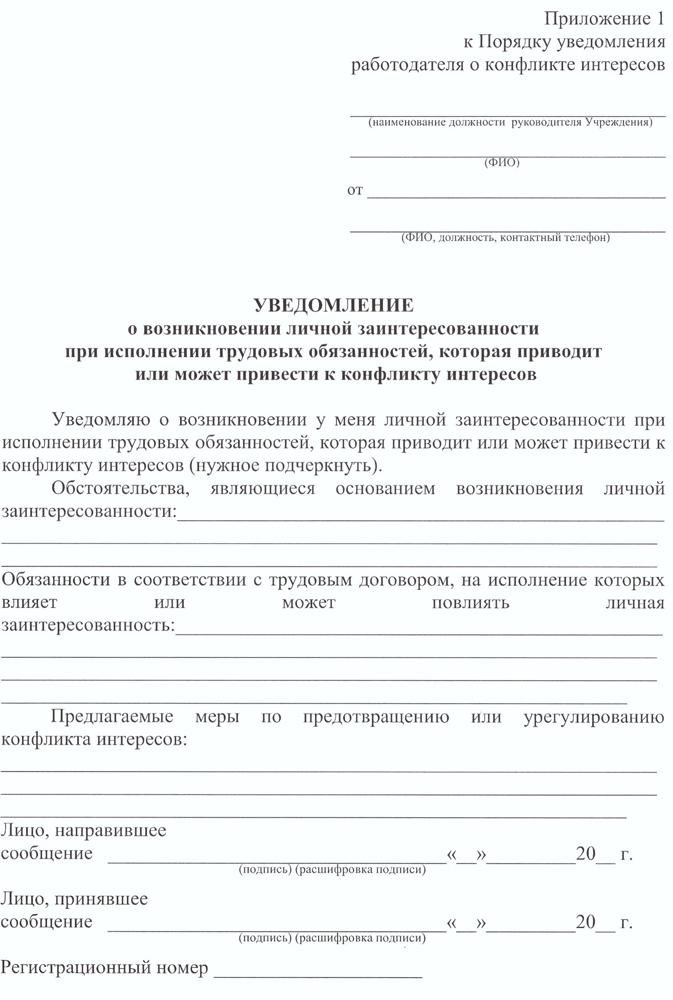 Приложение 1
к Порядку уведомления
работодателя о конфликте интересов
(наименование должности руководителя Учреждения)
(ФИО)
от
(ФИО, должность, контактный телефон)
УВЕДОМЛЕНИЕ
о возникновении личной заинтересованности
при исполнении трудовых обязанностей, которая приводит
или может привести к конфликту интересов
Уведомляю о возникновении у меня личной заинтересованности при
исполнении трудовых обязанностей, которая приводит или может привести к
конфликту интересов (нужное подчеркнуть).
Обстоятельства, являющиеся основанием возникновения личной
заинтересованности:
Обязанности в соответствии с трудовым договором, на исполнение которых
влияет или может повлиять личная
заинтересованность:
Предлагаемые меры по предотвращению или урегулированию
конфликта интересов:
Лицо, направившее
сообщение «__»_________20__ г.
(подпись) (расшифровка подписи)
Лицо, принявшее
сообщение «__»_________20__ г.
(подпись) (расшифровка подписи)
Регистрационный номер